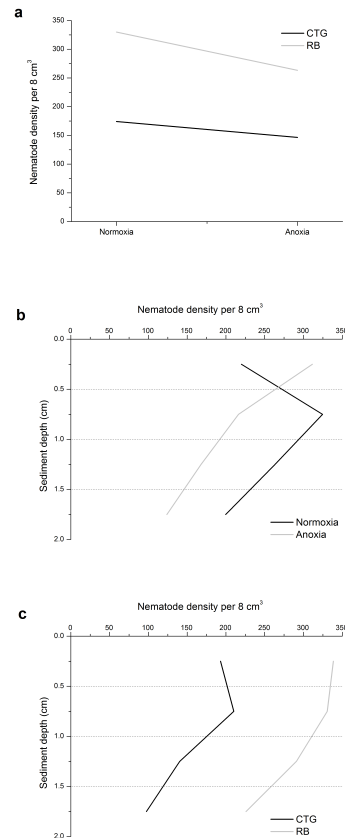 a
350
300
250
200
150
100
50
0
Nematode density per 8 cm³
CTG
RB
Normoxia Anoxia
b
Nematode density per 8 cm³
0 50 100 150 200 250 300 350
0.0
0.5
1.0
1.5
2.0
Sediment depth (cm)
Normoxia
Anoxia
c
Nematode density per 8 cm³
0 50 100 150 200 250 300 350
0.0
0.5
1.0
1.5
2.0
Sediment depth (cm)
CTG
RB